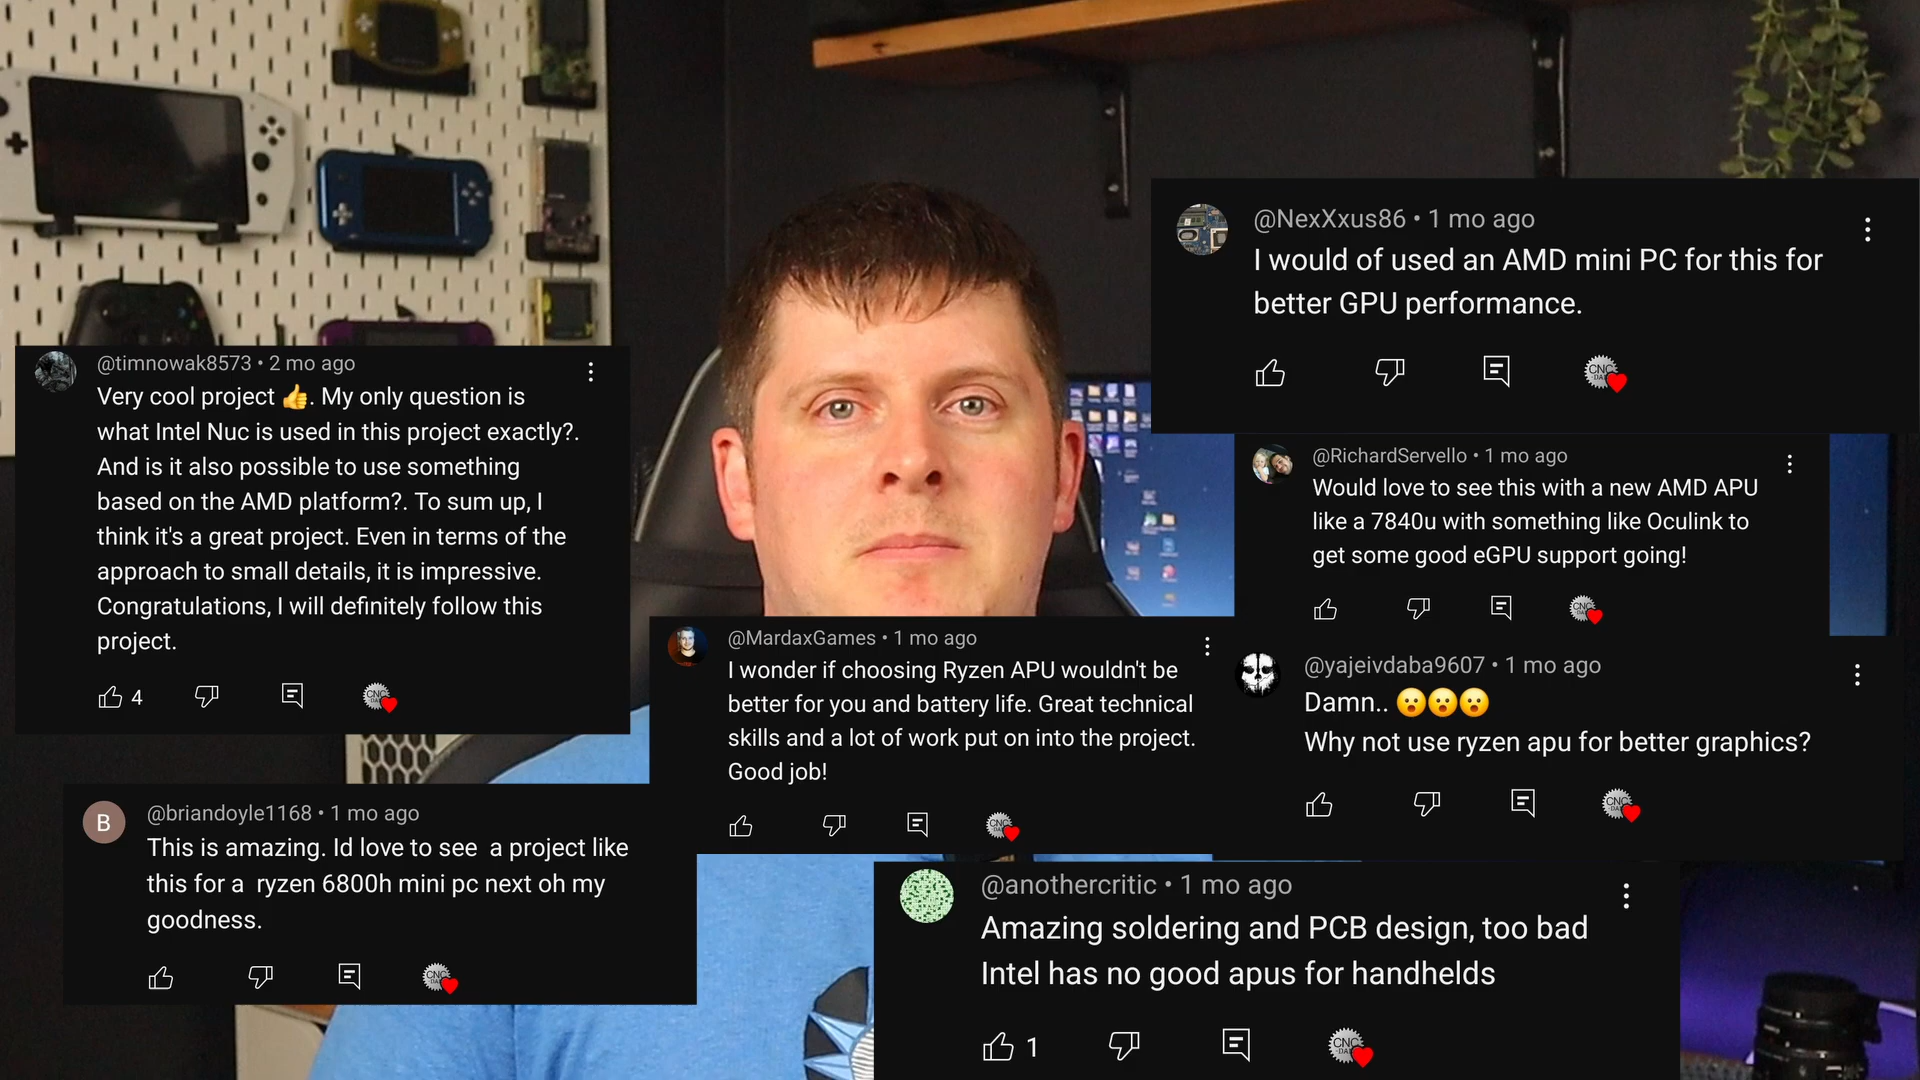 @NexXxus86 • 1 mo ago
I would of used an AMD mini PC for this for
better GPU performance.
@timnowak8573 • 2 mo ago
Very cool project 👍. My only question is
what Intel Nuc is used in this project exactly?.
And is it also possible to use something
based on the AMD platform?. To sum up, I
think it's a great project. Even in terms of the
approach to small details, it is impressive.
Congratulations, I will definitely follow this
project.
4
@RichardServello • 1 mo ago
Would love to see this with a new AMD APU
like a 7840u with something like Oculink to
get some good eGPU support going!
@MardaxGames • 1 mo ago
I wonder if choosing Ryzen APU wouldn't be
better for you and battery life. Great technical
skills and a lot of work put on into the project.
Good job!
@yajeivdaba9607 • 1 mo ago
Damn.. 😮😮😮
Why not use ryzen apu for better graphics?
B
@briandoyle1168 • 1 mo ago
This is amazing. Id love to see  a project like
this for a  ryzen 6800h mini pc next oh my
goodness.
@anothercritic • 1 mo ago
Amazing soldering and PCB design, too bad
Intel has no good apus for handhelds
1